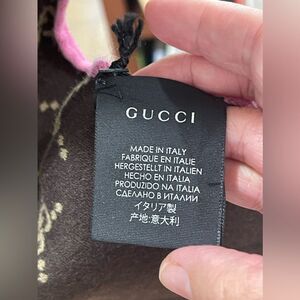 GUCCI
MADE IN ITALY
FABRIQUE EN ITALIE
HERGESTELLT IN ITALIEN
HECHO EN ITALIA
PRODUZIDO NA ITALIA
СДЕЛАНО В ИТАЛИИ
イタリア製
产地:意大利